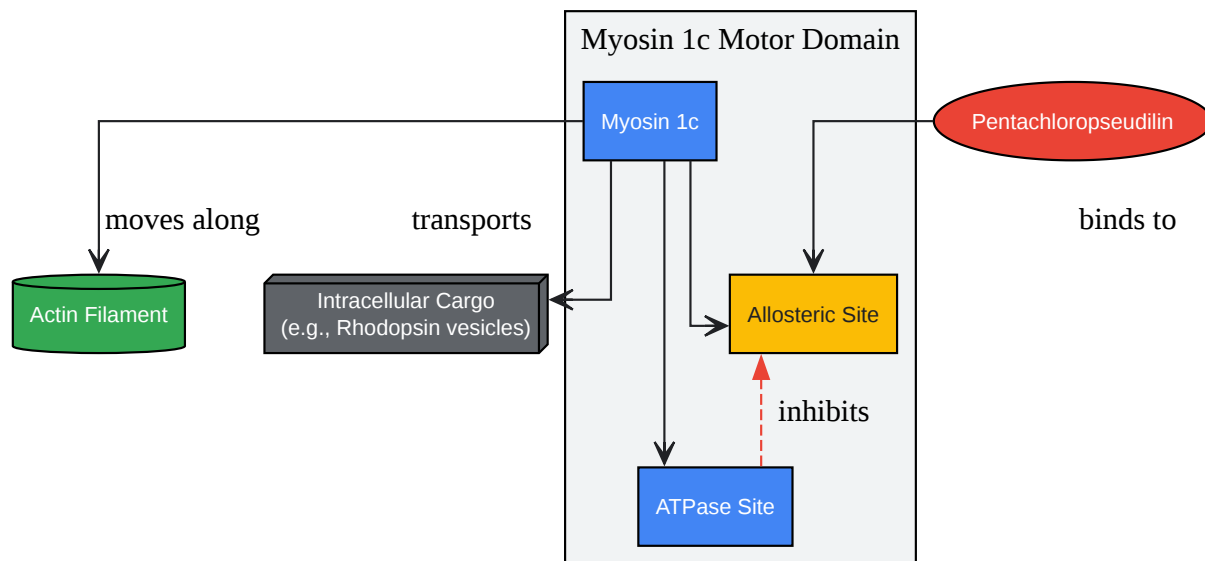 Myosin 1c Motor Domain
Myosin 1c
Pentachloropseudilin
moves along
transports
binds to
Actin Filament
Intracellular Cargo
(e.g., Rhodopsin vesicles)
Allosteric Site
inhibits
ATPase Site